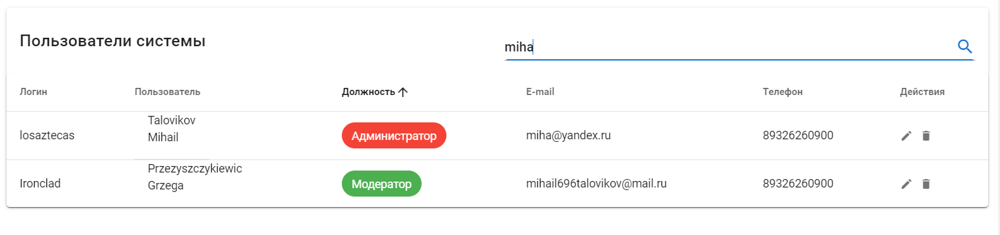 Пользователи системы
miha
Логин Пользователь Должность E-mail Телефон Действия
losaztecas Talovikov Mihail Администратор miha@yandex.ru 89326260900
Ironclad Przezyszczykiewic Grzega Модератор mihail696talovikov@mail.ru 89326260900